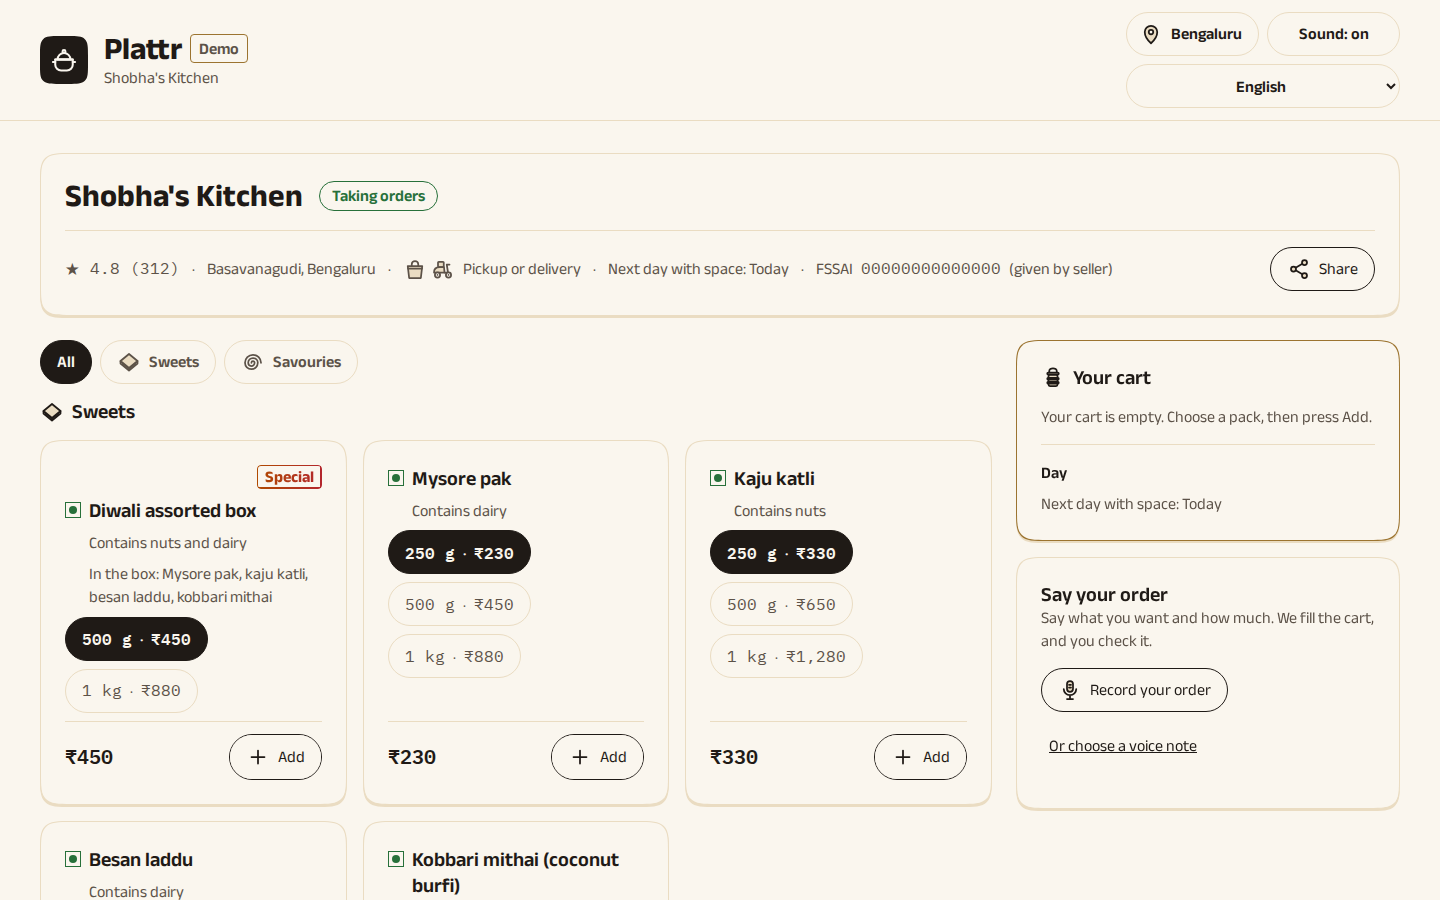 Plattr Demo
Shobha's Kitchen
Bengaluru
Sound: on
English
Shobha's Kitchen Taking orders
★ 4.8 (312) · Basavanagudi, Bengaluru · Pickup or delivery · Next day with space: Today · FSSAI 00000000000000 (given by seller)
Share
All
Sweets
Savouries
Sweets
Special
Diwali assorted box
Contains nuts and dairy
In the box: Mysore pak, kaju katli,
besan laddu, kobbari mithai
500 g · ₹450
1 kg · ₹880
₹450
Add
Mysore pak
Contains dairy
250 g · ₹230
500 g · ₹450
1 kg · ₹880
₹230
Add
Kaju katli
Contains nuts
250 g · ₹330
500 g · ₹650
1 kg · ₹1,280
₹330
Add
Besan laddu
Contains dairy
Kobbari mithai (coconut
burfi)
Your cart
Your cart is empty. Choose a pack, then press Add.
Day
Next day with space: Today
Say your order
Say what you want and how much. We fill the cart,
and you check it.
Record your order
Or choose a voice note